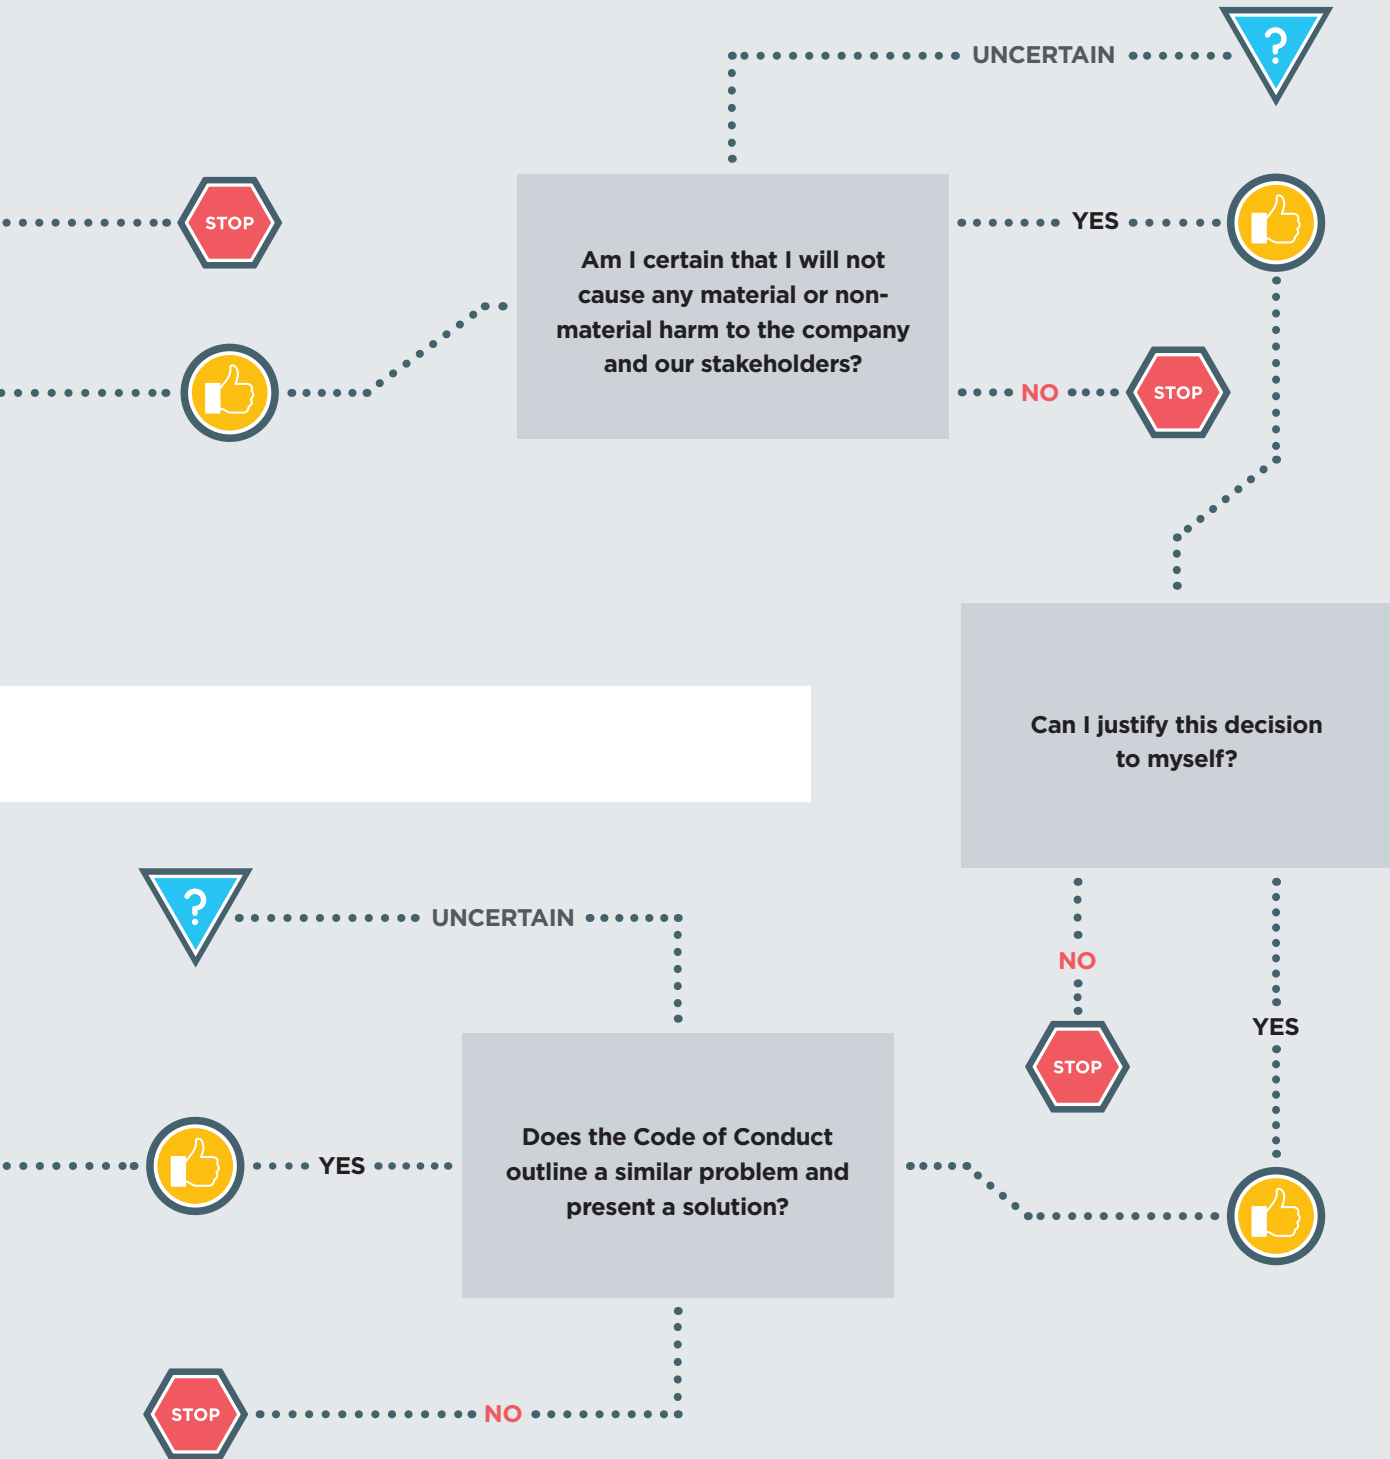 ?
UNCERTAIN
STOP
YES
Am I certain that I will not
cause any material or non-
material harm to the company
and our stakeholders?
NO
STOP
Can I justify this decision
to myself?
?
UNCERTAIN
NO
YES
STOP
Does the Code of Conduct
outline a similar problem and
present a solution?
YES
STOP
NO